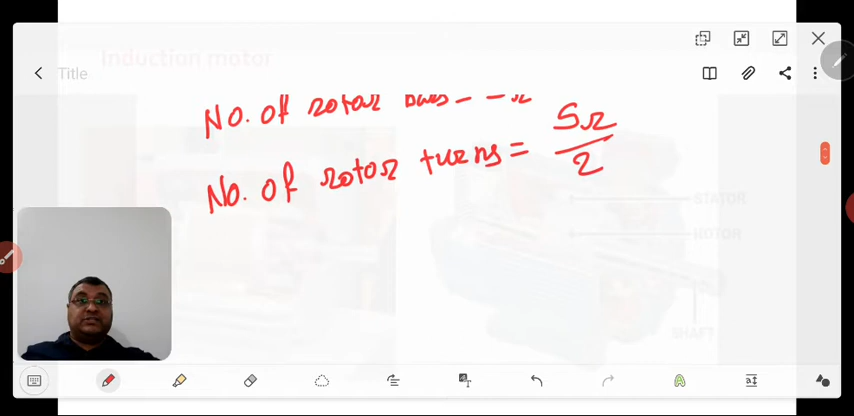 Induction motor
Title
No. of rotor
No. of rotor turns = Sr/2
STATOR
ROTOR
SHAFT